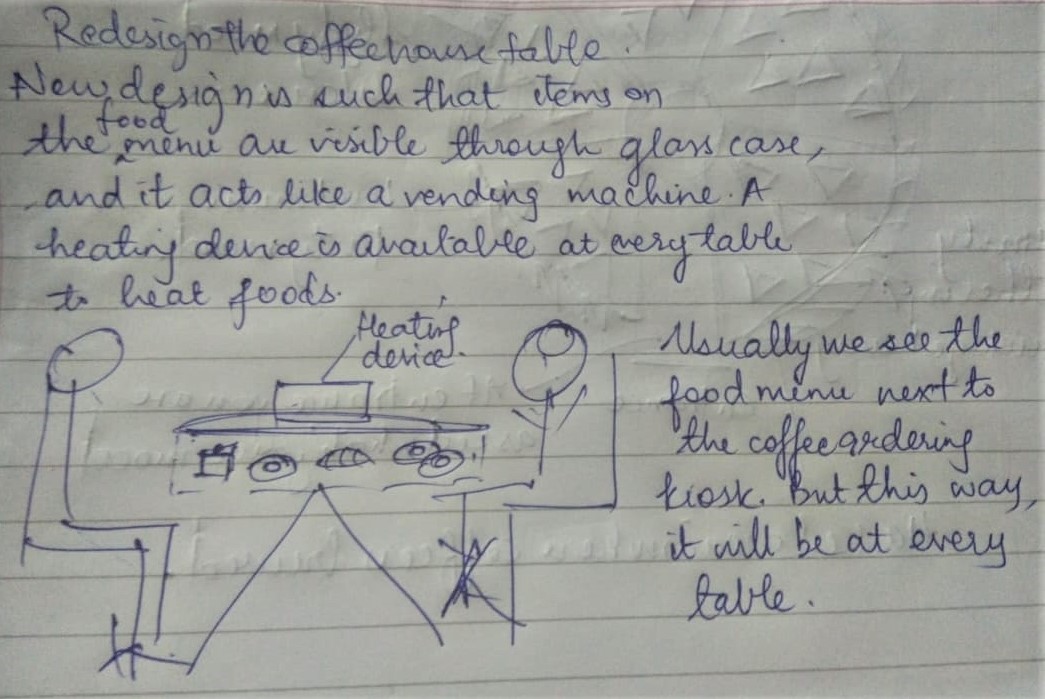 Redesign the coffeehouse table.
New design is such that items on
the food menu are visible through glass case,
and it acts like a vending machine. A
heating device is available at every table
to heat foods.
Heating
device.
Usually we see the
food menu next to
the coffee ordering
kiosk. But this way,
it will be at every
table.